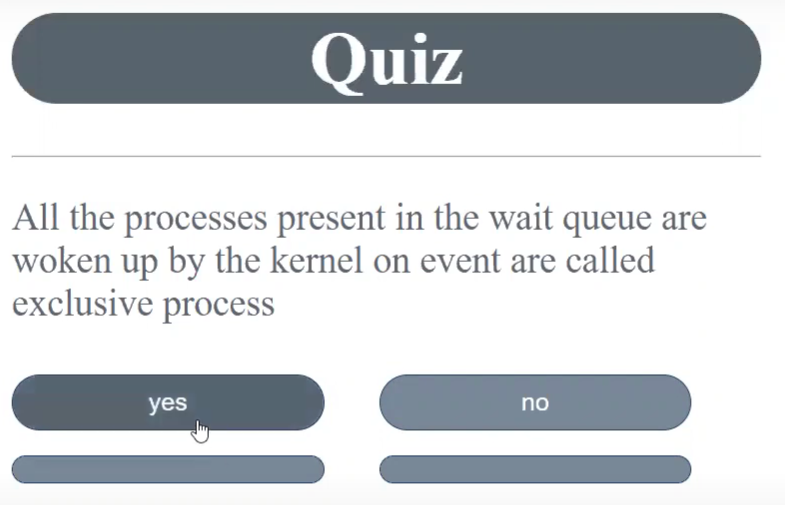 Quiz
All the processes present in the wait queue are
woken up by the kernel on event are called
exclusive process
yes
no